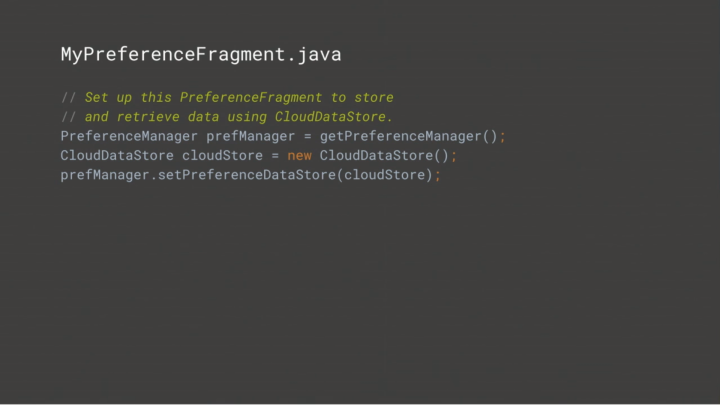 MyPreferenceFragment.java
// Set up this PreferenceFragment to store
// and retrieve data using CloudDataStore.
PreferenceManager prefManager = getPreferenceManager();
CloudDataStore cloudStore = new CloudDataStore();
prefManager.setPreferenceDataStore(cloudStore);